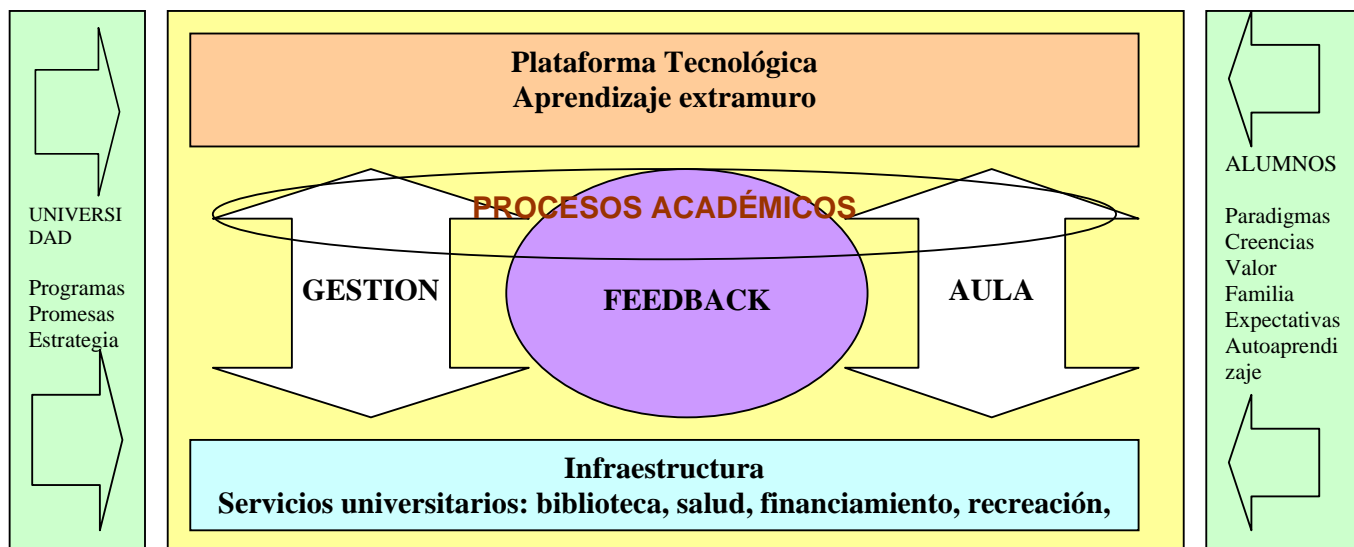 UNIVERSI
DAD
Programas
Promesas
Estrategia
Plataforma Tecnológica
Aprendizaje extramuro
PROCESOS ACADÉMICOS
GESTION
FEEDBACK
AULA
Infraestructura
Servicios universitarios: biblioteca, salud, financiamiento, recreación,
ALUMNOS
Paradigmas
Creencias
Valor
Familia
Expectativas
Autoaprendi
zaje